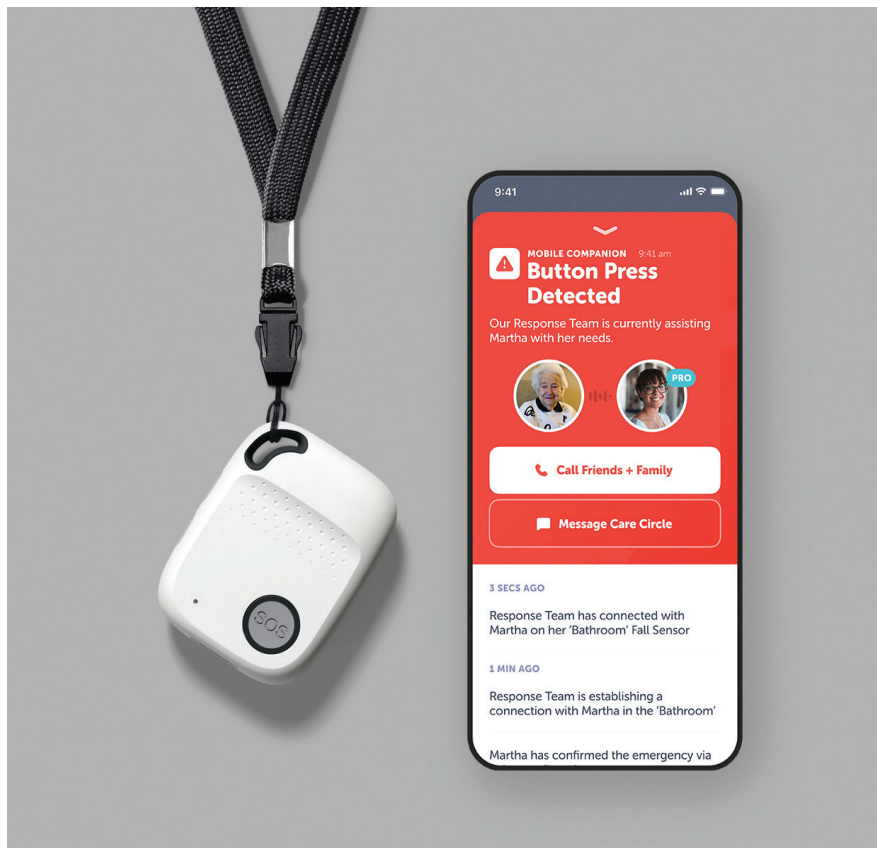 SOS
9:41
MOBILE COMPANION 9:41 am
Button Press
Detected
Our Response Team is currently assisting
Martha with her needs.
PRO
Call Friends + Family
Message Care Circle
3 SECS AGO
Response Team has connected with
Martha on her ‘Bathroom’ Fall Sensor
1 MIN AGO
Response Team is establishing a
connection with Martha in the ‘Bathroom’
Martha has confirmed the emergency via